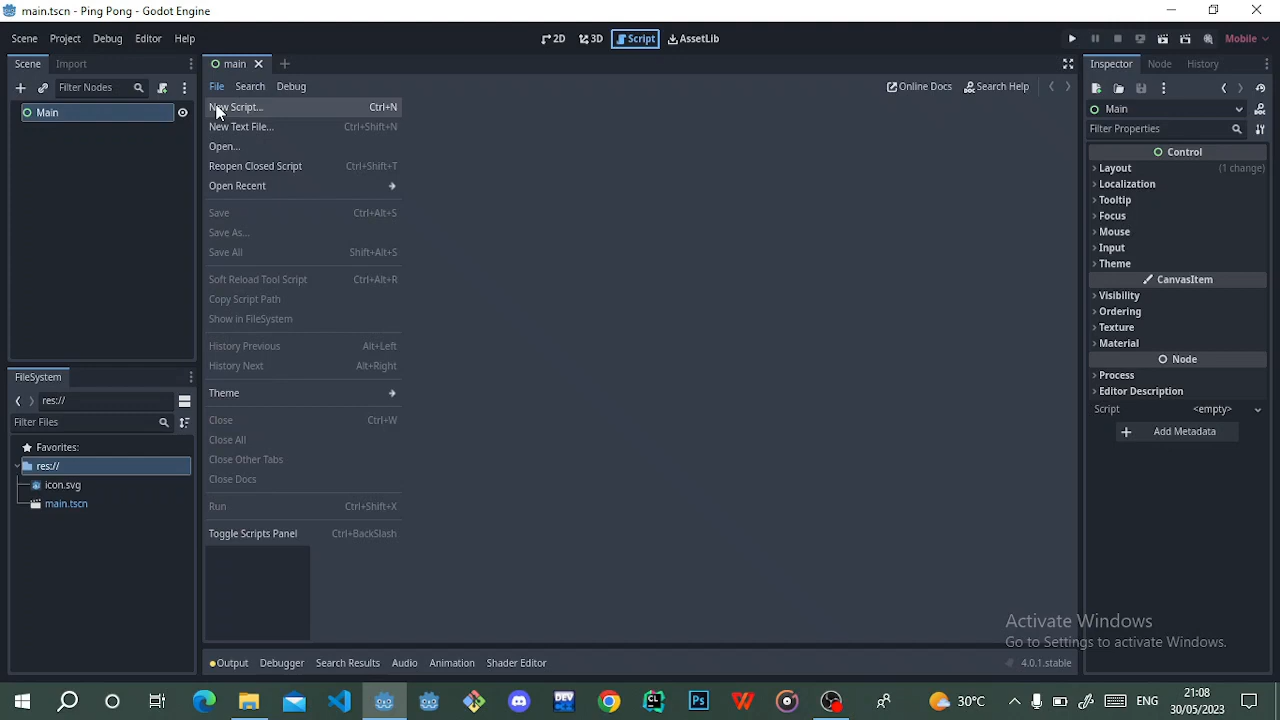 main.tscn - Ping Pong - Godot Engine
Scene Project Debug Editor Help
2D 3D Script AssetLib
Mobile
Scene Import
main
Inspector Node History
Filter Nodes
File Search Debug
Online Docs Search Help
Main
Main
Filter Properties
New Script... Ctrl+N
New Text File... Ctrl+Shift+N
Open...
Reopen Closed Script Ctrl+Shift+T
Open Recent
Save Ctrl+Alt+S
Save As...
Save All Shift+Alt+S
Soft Reload Tool Script Ctrl+Alt+R
Copy Script Path
Show in FileSystem
History Previous Alt+Left
History Next Alt+Right
Theme
Close Ctrl+W
Close All
Close Other Tabs
Close Docs
Run Ctrl+Shift+X
Toggle Scripts Panel Ctrl+BackSlash
Control
Layout (1 change)
Localization
Tooltip
Focus
Mouse
Input
Theme
CanvasItem
Visibility
Ordering
Texture
Material
Node
Process
Editor Description
Script <empty>
Add Metadata
FileSystem
res://
Filter Files
Favorites:
res://
icon.svg
main.tscn
Activate Windows
Go to Settings to activate Windows.
Output Debugger Search Results Audio Animation Shader Editor
4.0.1.stable
30°C
ENG
21:08
30/05/2023